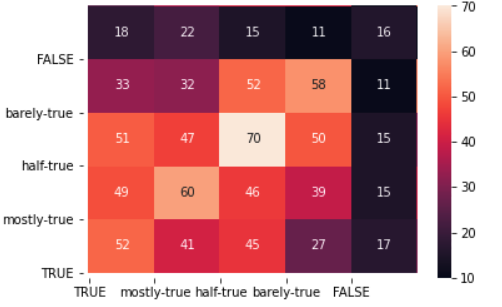 70
18 22 15 11 16
FALSE
60
33 32 52 58 11
50
barely-true
51 47 70 50 15
40
half-true
49 60 46 39 15
30
mostly-true
20
52 41 45 27 17
TRUE
10
TRUE mostly-true half-true barely-true FALSE